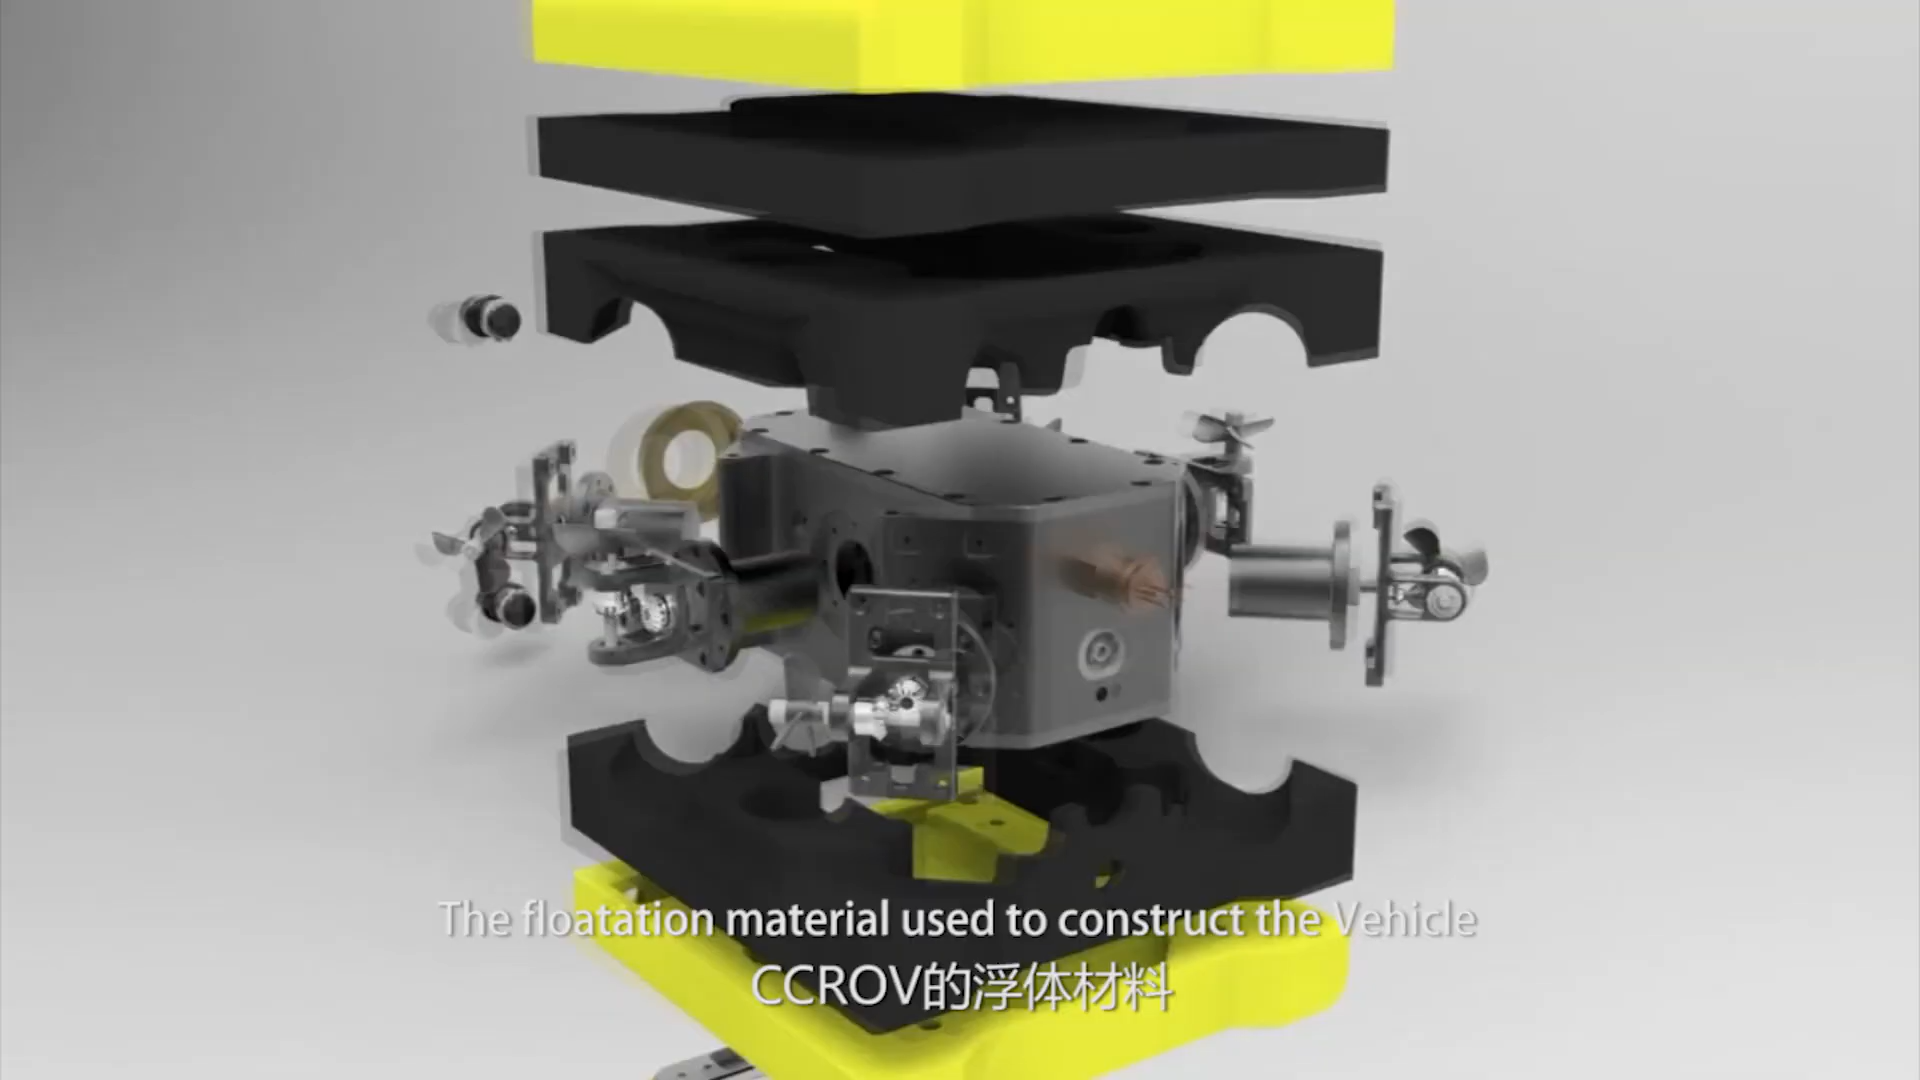 The floatation material used to construct the Vehicle
CCROV的浮体材料